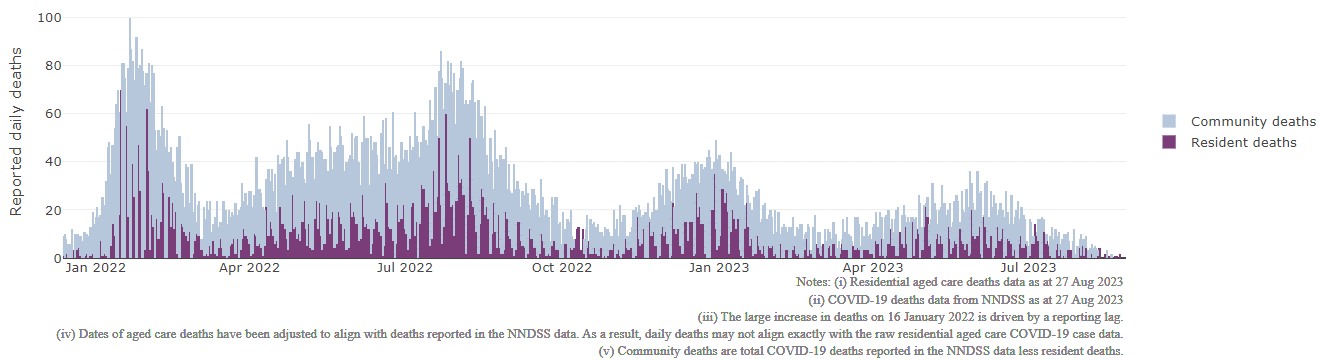 Reported daily deaths
100
80
60
40
20
0
Jan 2022
Apr 2022
Jul 2022
Oct 2022
Jan 2023
Apr 2023
Jul 2023
Community deaths
Resident deaths
Notes: (i) Residential aged care deaths data as at 27 Aug 2023
(ii) COVID-19 deaths data from NNDSS as at 27 Aug 2023
(iii) The large increase in deaths on 16 January 2022 is driven by a reporting lag.
(iv) Dates of aged care deaths have been adjusted to align with deaths reported in the NNDSS data. As a result, daily deaths may not align exactly with the raw residential aged care COVID-19 case data.
(v) Community deaths are total COVID-19 deaths reported in the NNDSS data less resident deaths.